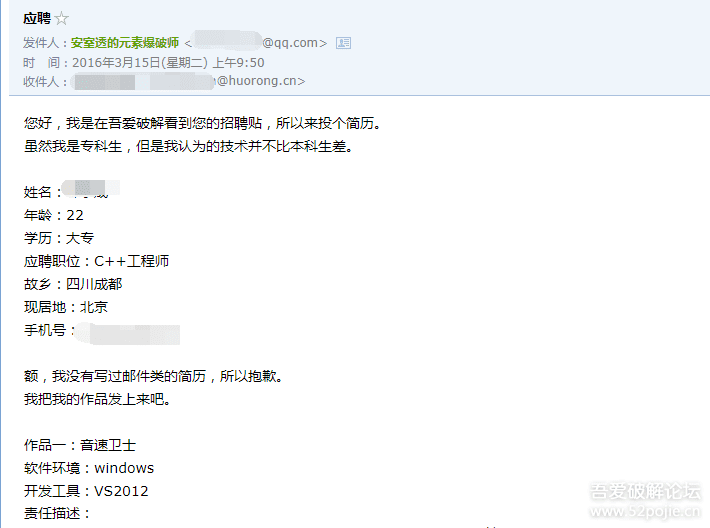 应聘
发件人：安室透的元素爆破师 < @qq.com>
时　间：2016年3月15日(星期二) 上午9:50
收件人： @huorong.cn>
您好，我是在吾爱破解看到您的招聘贴，所以来投个简历。
虽然我是专科生，但是我认为的技术并不比本科生差。
姓名：
年龄：22
学历：大专
应聘职位：C++工程师
故乡：四川成都
现居地：北京
手机号：
额，我没有写过邮件类的简历，所以抱歉。
我把我的作品发上来吧。
作品一：音速卫士
软件环境：windows
开发工具：VS2012
责任描述：
吾爱破解论坛
www.52pojie.cn